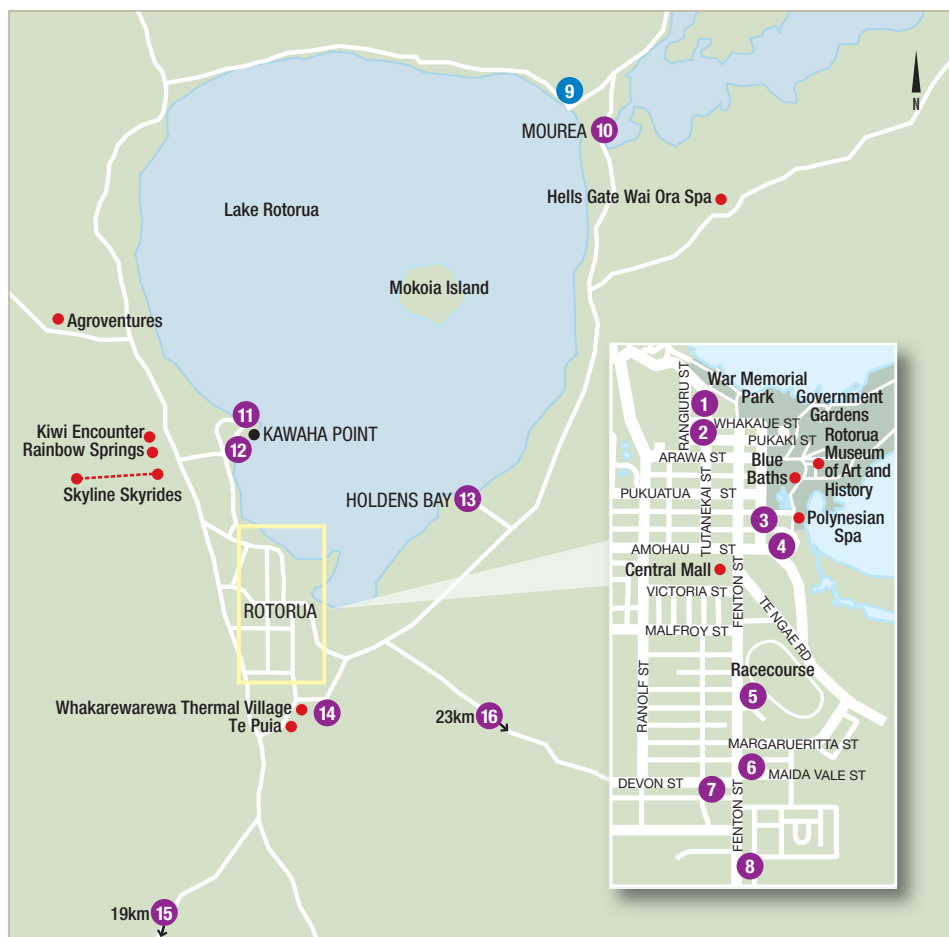 9
N
MOUREA 10
Hells Gate Wai Ora Spa
Lake Rotorua
Mokoia Island
Agroventures
11
KAWAHA POINT
12
Kiwi Encounter
Rainbow Springs
Skyline Skyrides
HOLDENS BAY 13
ROTORUA
Whakarewarewa Thermal Village
Te Puia
14
23km 16
19km 15
RANGIURU ST
War Memorial
Park
Government
Gardens
1
2
WHAKAUE ST
PUKAKI ST
ARAWA ST
Rotorua
Museum
of Art and
History
Blue
Baths
PUKUATUA ST
TUTANEKAI ST
3
Polynesian
Spa
4
AMOHAU ST
Central Mall
FENTON ST
VICTORIA ST
TE NGAE RD
MALFROY ST
RANOLF ST
Racecourse
5
MARGARUERITTA ST
6
MAIDA VALE ST
DEVON ST
7
FENTON ST
8